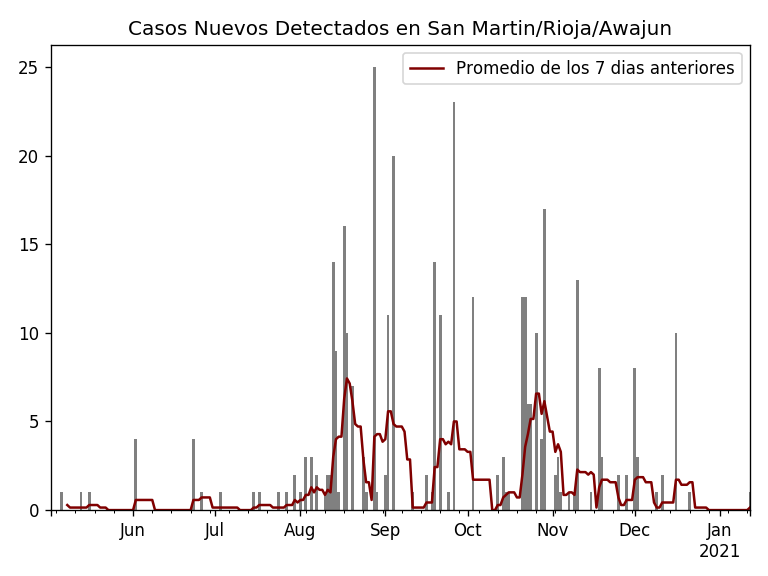 Casos Nuevos Detectados en San Martin/Rioja/Awajun
Promedio de los 7 dias anteriores
25
20
15
10
5
0
Jun Jul Aug Sep Oct Nov Dec Jan
2021